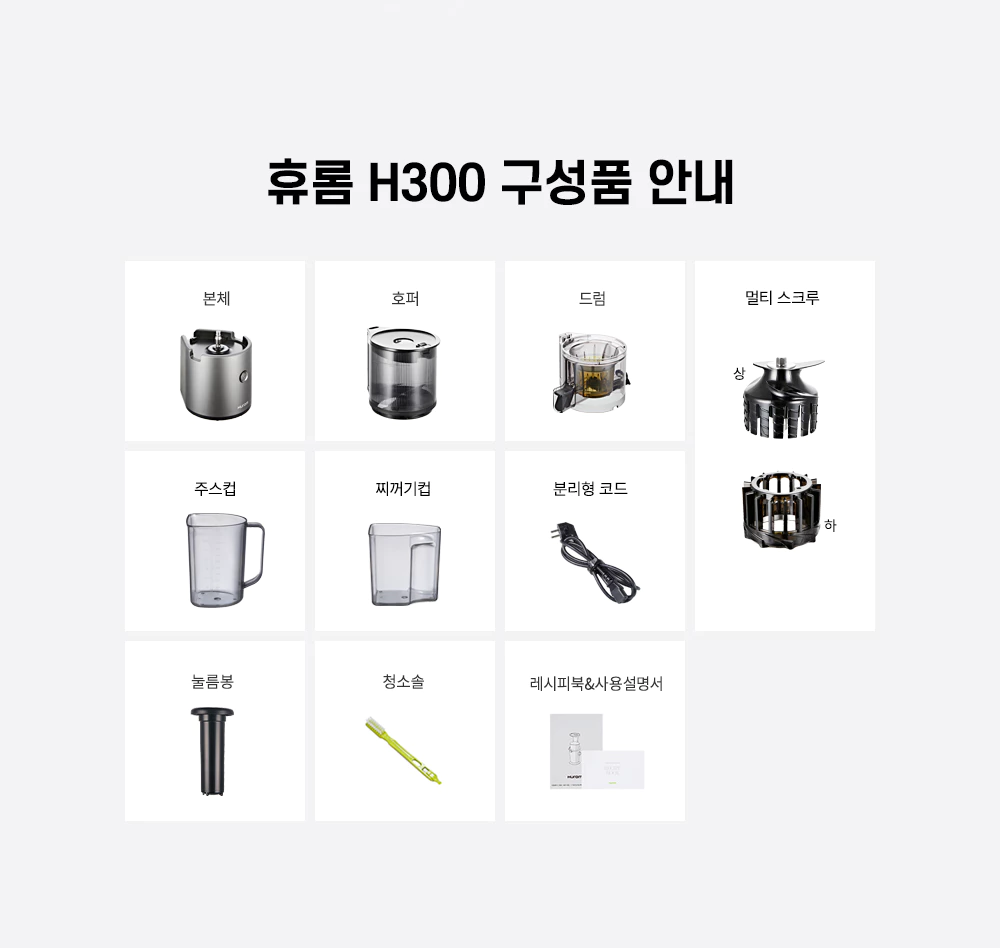 휴롬 H300 구성품 안내
본체
호퍼
드럼
멀티 스크루
상
하
주스컵
찌꺼기컵
분리형 코드
눌름봉
청소솔
레시피북&사용설명서
hurom